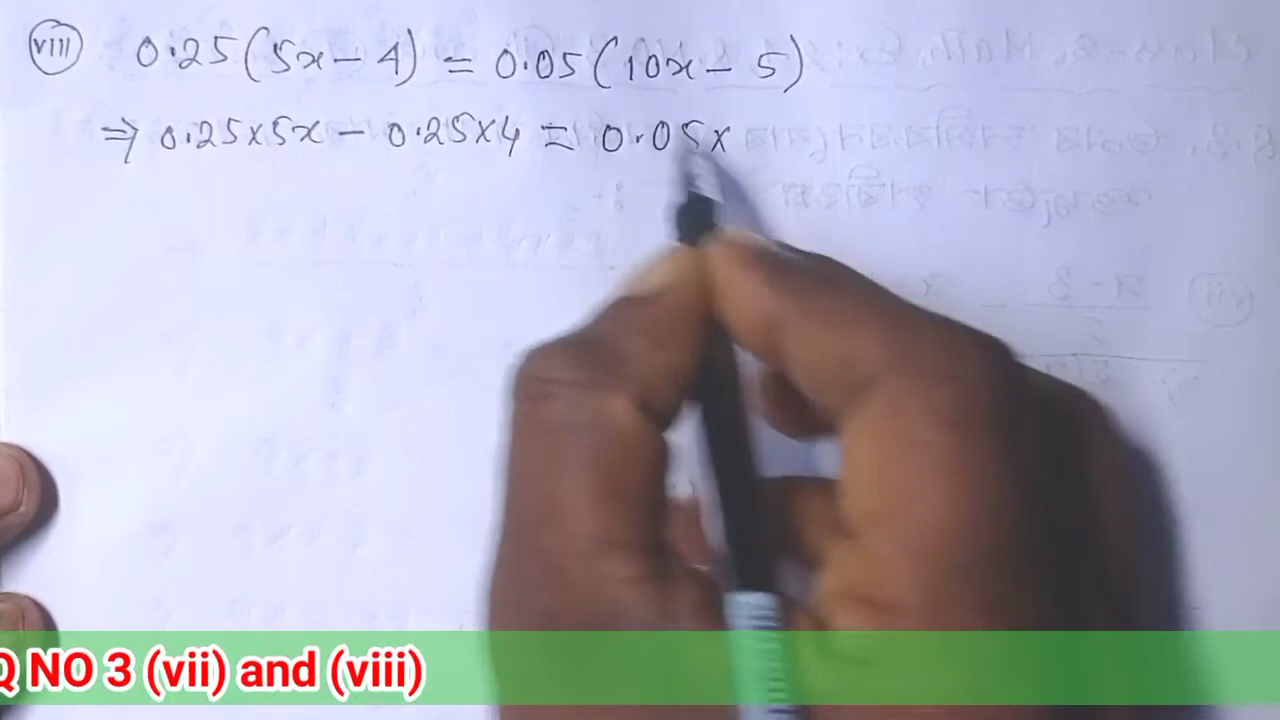 viii 0.25(5x - 4) = 0.05(10x - 5)
⇒ 0.25×5x - 0.25×4 = 0.05×
Q NO 3 (vii) and (viii)